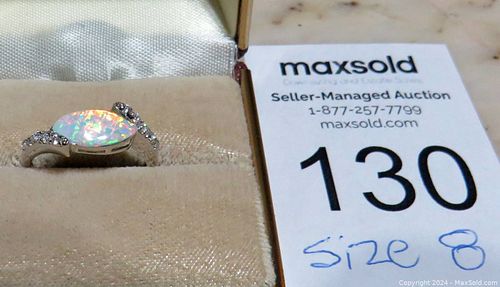 maxsold
Downsizing and Estate Sales
Seller-Managed Auction
1-877-257-7799
maxsold.com
130
size 8
Copyright © 2024 - MaxSold.com